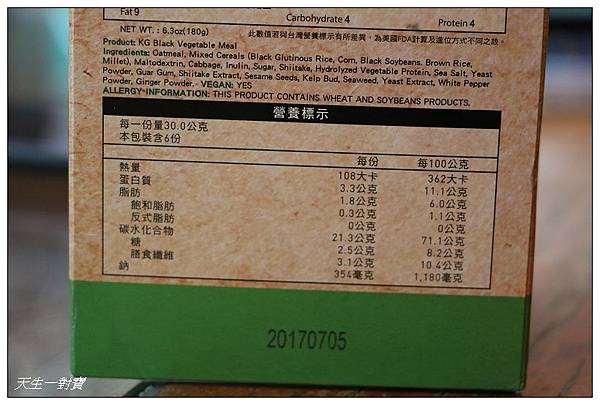 Fat 9
Carbohydrate 4
Protein 4
NET WT. : 6.3oz(180g)
此數值若與台灣營養標示有所差異，為美國FDA計算及進位方式不同之故。
Product: KG Black Vegetable Meal
Ingredients: Oatmeal, Mixed Cereals (Black Glutinous Rice, Corn, Black Soybeans. Brown Rice,
Millet), Maltodextrin, Cabbage, Inulin, Sugar, Shiitake, Hydrolyzed Vegetable Protein, Sea Salt, Yeast
Powder, Guar Gum, Shiitake Extract, Sesame Seeds, Kelp Bud, Seaweed, Yeast Extract, White Pepper
Powder, Ginger Powder. VEGAN: YES
ALLERGY INFORMATION: THIS PRODUCT CONTAINS WHEAT AND SOYBEANS PRODUCTS.
營養標示
每一份量30.0公克
本包裝含6份
每份 每100公克
熱量 108大卡 362大卡
蛋白質 3.3公克 11.1公克
脂肪 1.8公克 6.0公克
飽和脂肪 0.3公克 1.1公克
反式脂肪 0公克 0公克
碳水化合物 21.3公克 71.1公克
糖 2.5公克 8.2公克
膳食纖維 3.1公克 10.4公克
鈉 354毫克 1,180毫克
20170705
天生一對寶